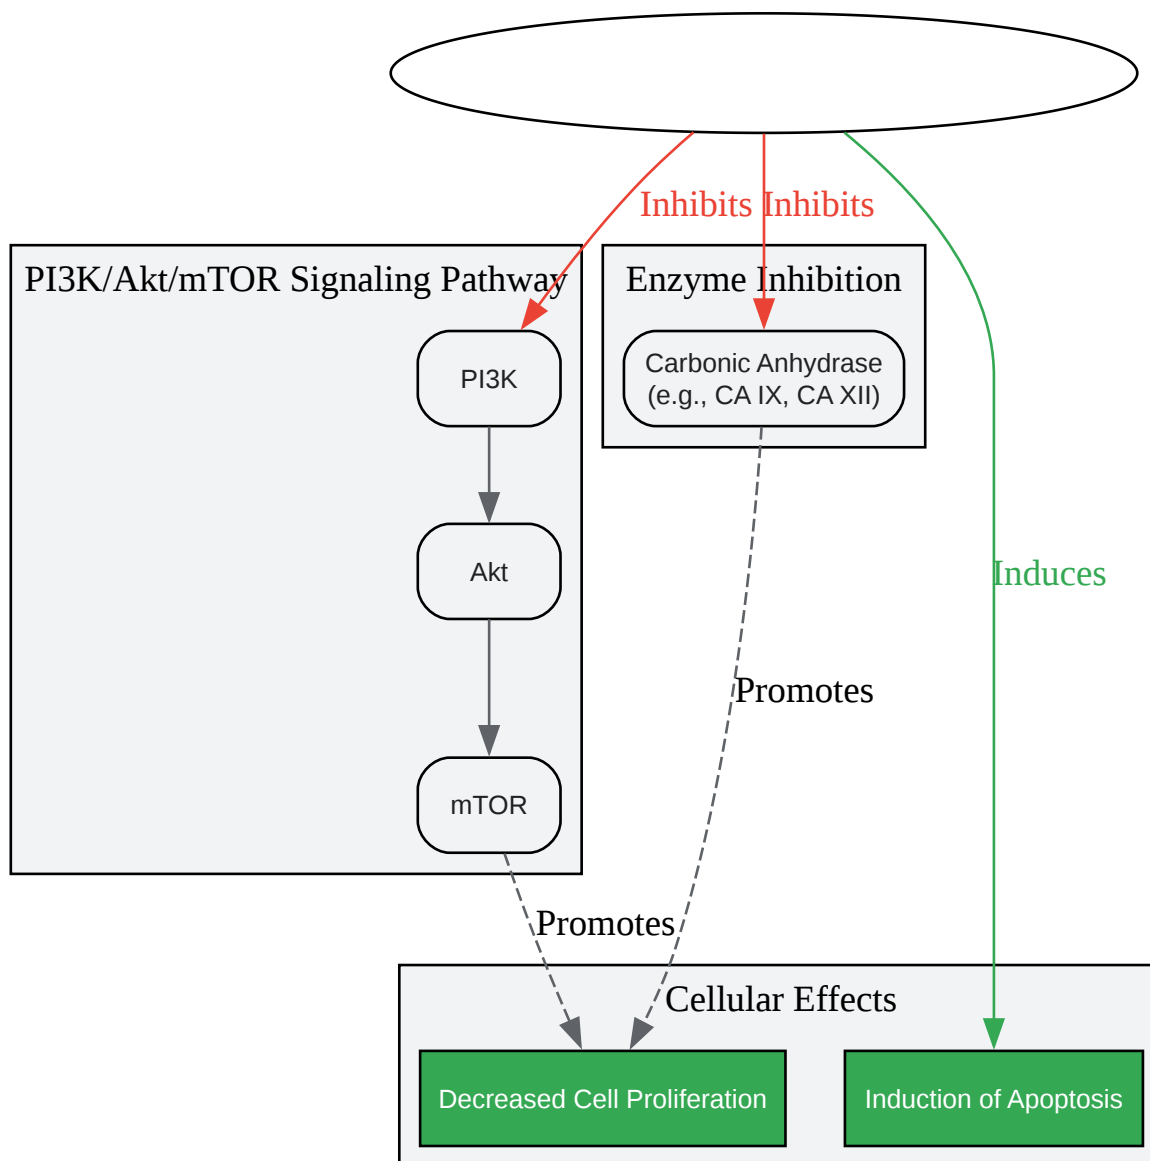 Inhibits
Inhibits
PI3K/Akt/mTOR Signaling Pathway
Enzyme Inhibition
PI3K
Carbonic Anhydrase
(e.g., CA IX, CA XII)
Akt
Induces
Promotes
mTOR
Promotes
Cellular Effects
Decreased Cell Proliferation
Induction of Apoptosis